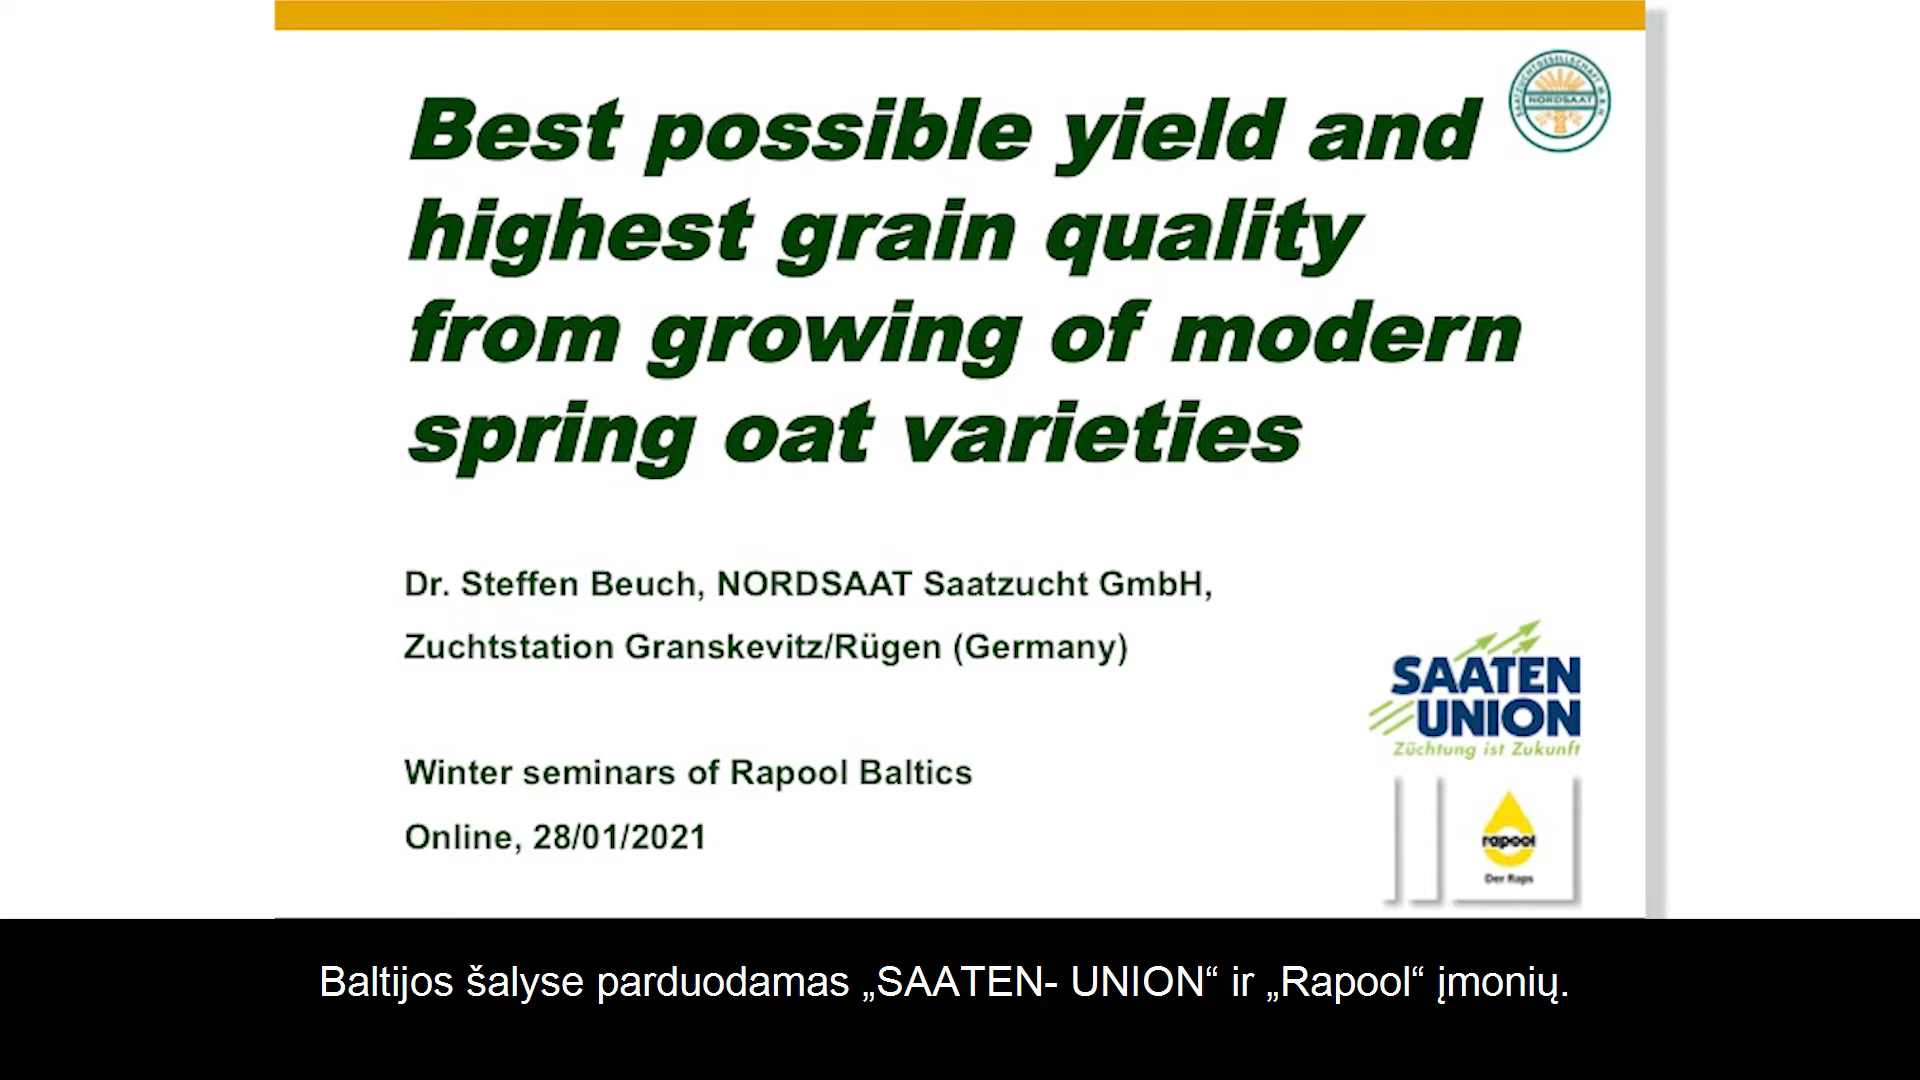 Best possible yield and
highest grain quality
from growing of modern
spring oat varieties
SAATZUCHTGESELLSCHAFT M.B.H.
NORDSAAT
Dr. Steffen Beuch, NORDSAAT Saatzucht GmbH,
Zuchtstation Granskevitz/Rügen (Germany)
SAATEN
UNION
Züchtung ist Zukunft
Winter seminars of Rapool Baltics
Online, 28/01/2021
rapool
Der Raps
Baltijos šalyse parduodamas „SAATEN- UNION“ ir „Rapool“ įmonių.